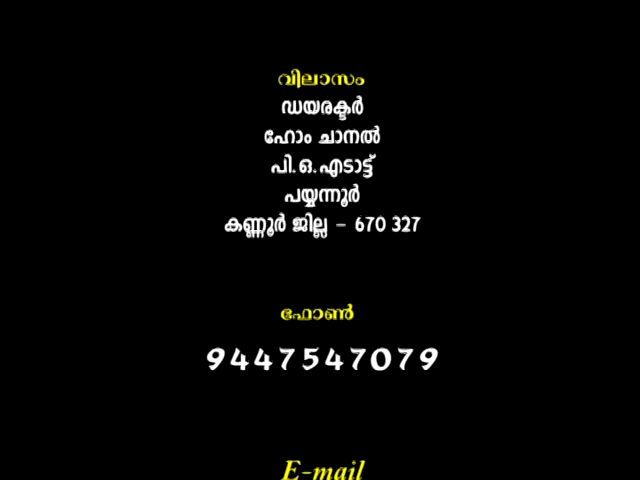 വിലാസം
ഡയരക്ടർ
ഹോം ചാനൽ
പി.ഒ.എടാട്ട്
പയ്യന്നൂർ
കണ്ണൂർ ജില്ല - 670 327
ഫോൺ
9447547079
E-mail